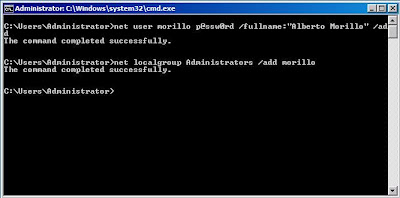 Administrator: C:\Windows\system32\cmd.exe
C:\Users\Administrator>net user morillo p@ssw0rd /fullname:"Alberto Morillo" /ad
d
The command completed successfully.
C:\Users\Administrator>net localgroup Administrators /add morillo
The command completed successfully.
C:\Users\Administrator>